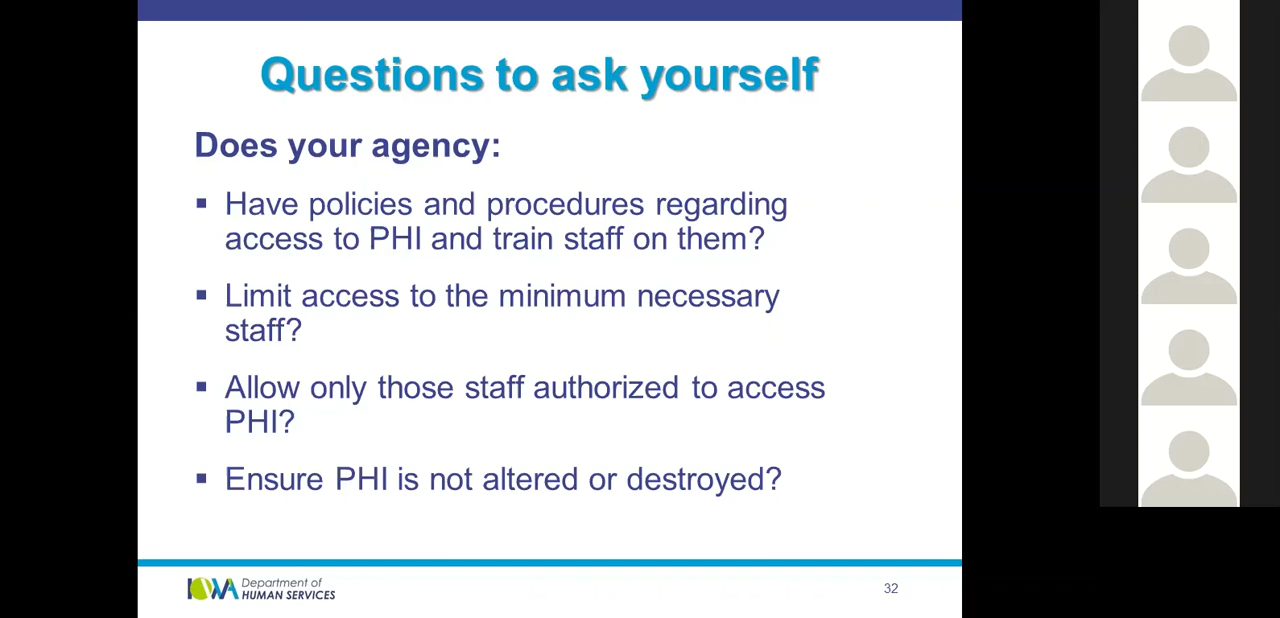 Questions to ask yourself
Does your agency:
▪ Have policies and procedures regarding
access to PHI and train staff on them?
▪ Limit access to the minimum necessary
staff?
▪ Allow only those staff authorized to access
PHI?
▪ Ensure PHI is not altered or destroyed?
IOWA Department of
HUMAN SERVICES
32